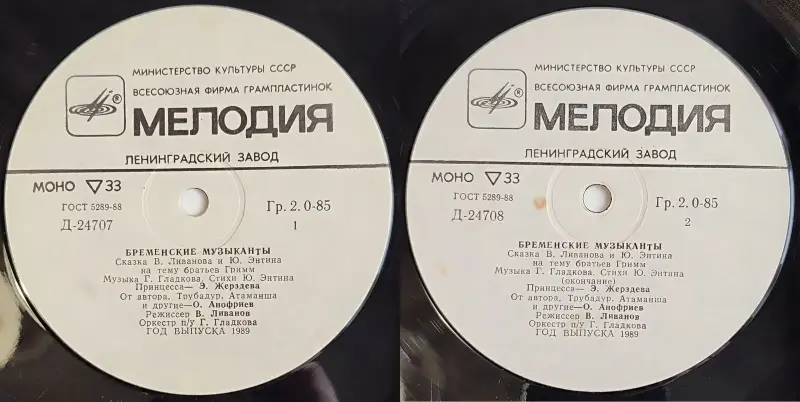 МИНИСТЕРСТВО КУЛЬТУРЫ СССР
ВСЕСОЮЗНАЯ ФИРМА ГРАМПЛАСТИНОК
®
МЕЛОДИЯ
ЛЕНИНГРАДСКИЙ ЗАВОД
МОНО ▽ 33
ГОСТ 5289-88
Гр. 2. 0-85
Д-24707
1
БРЕМЕНСКИЕ МУЗЫКАНТЫ
Сказка В. Ливанова и Ю. Энтина
на тему братьев Гримм
Музыка Г. Гладкова, Стихи Ю. Энтина
Принцесса— Э. Жерздева
От автора, Трубадур, Атаманша
и другие—О. Анофриев
Режиссер В. Ливанов
Оркестр п/у Г. Гладкова
ГОД ВЫПУСКА 1989
МИНИСТЕРСТВО КУЛЬТУРЫ СССР
ВСЕСОЮЗНАЯ ФИРМА ГРАМПЛАСТИНОК
®
МЕЛОДИЯ
ЛЕНИНГРАДСКИЙ ЗАВОД
МОНО ▽ 33
ГОСТ 5289-88
Гр. 2. 0-85
Д-24708
2
БРЕМЕНСКИЕ МУЗЫКАНТЫ
Сказка В. Ливанова и Ю. Энтина
на тему братьев Гримм
Музыка Г. Гладкова, Стихи Ю. Энтина
(окончание)
Принцесса— Э. Жерздева
От автора, Трубадур, Атаманша
и другие—О. Анофриев
Режиссер В. Ливанов
Оркестр п/у Г. Гладкова
ГОД ВЫПУСКА 1989